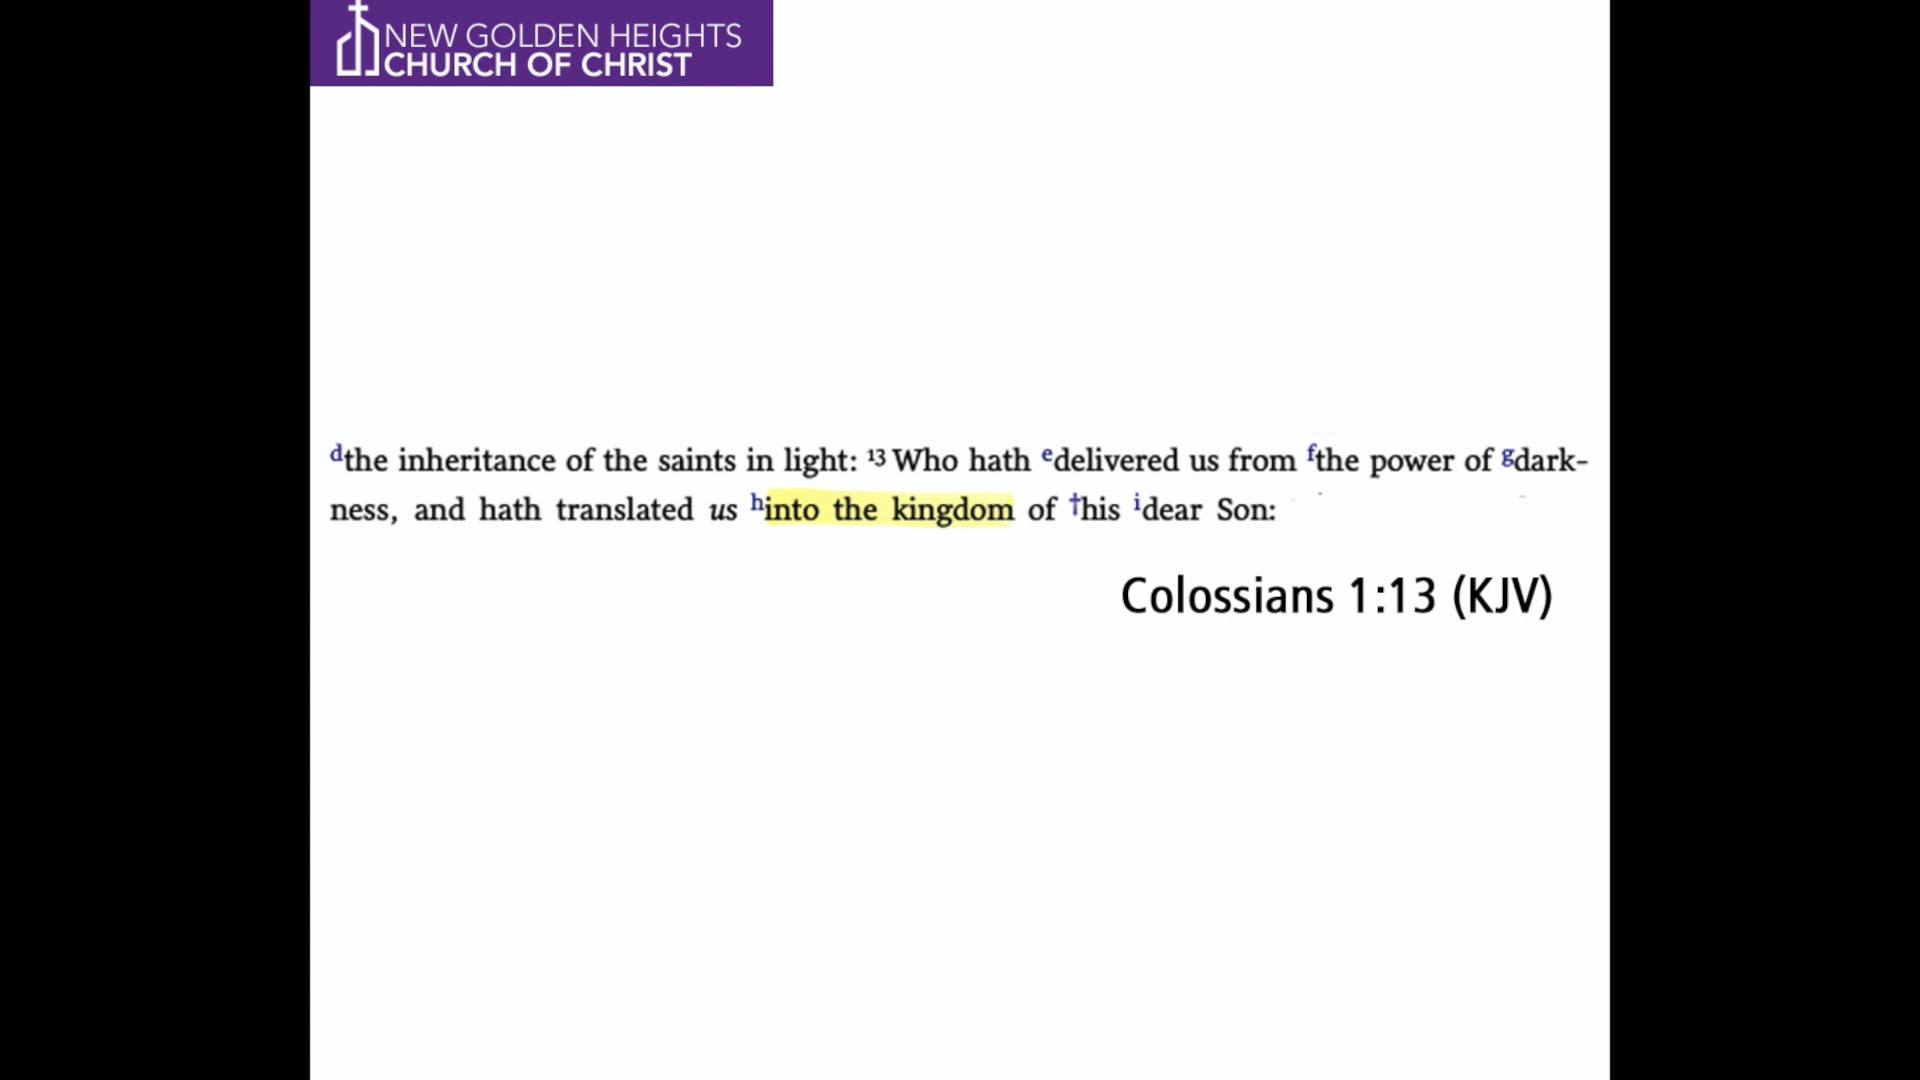 NEW GOLDEN HEIGHTS
CHURCH OF CHRIST
ᵈthe inheritance of the saints in light: ¹³ Who hath ᵉdelivered us from ᶠthe power of ᵍdark-
ness, and hath translated us ʰinto the kingdom of †his ⁱdear Son:
Colossians 1:13 (KJV)